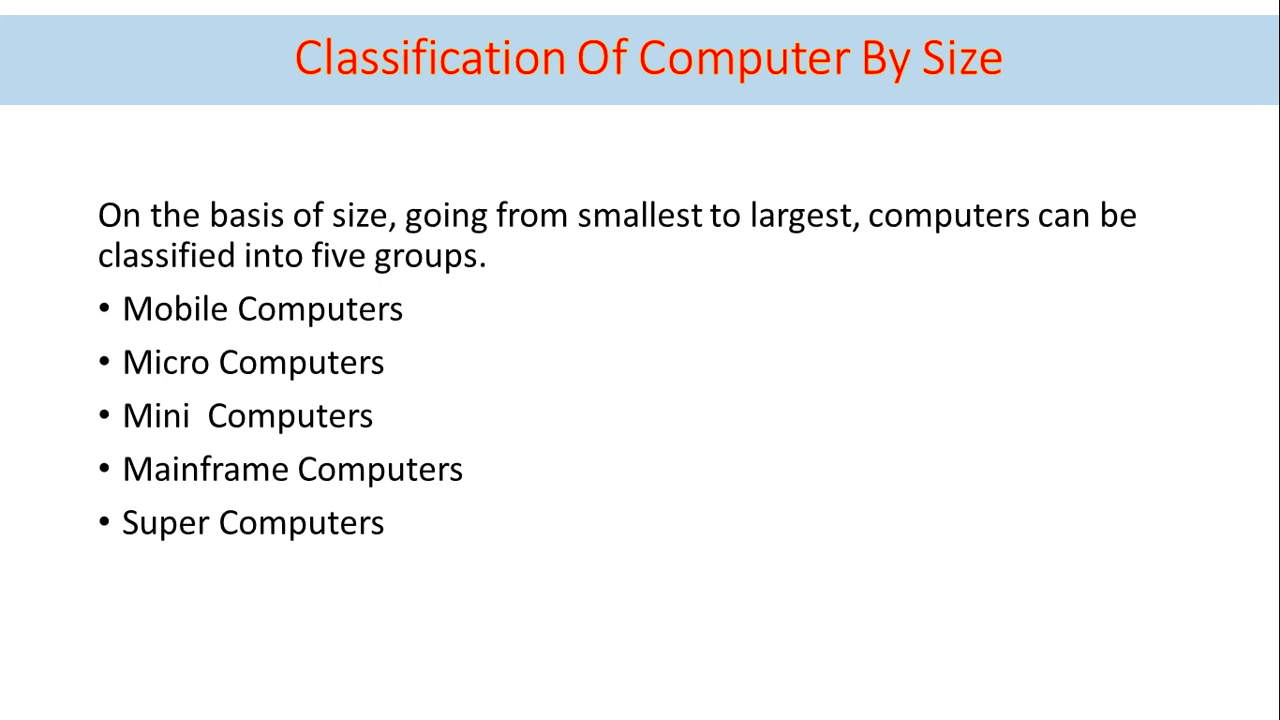 Classification Of Computer By Size
On the basis of size, going from smallest to largest, computers can be
classified into five groups.
• Mobile Computers
• Micro Computers
• Mini  Computers
• Mainframe Computers
• Super Computers